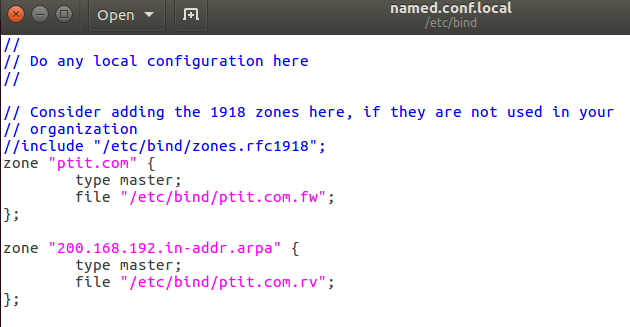 Open
named.conf.local
/etc/bind
//
// Do any local configuration here
//
// Consider adding the 1918 zones here, if they are not used in your
// organization
//include "/etc/bind/zones.rfc1918";
zone "ptit.com" {
        type master;
        file "/etc/bind/ptit.com.fw";
};
zone "200.168.192.in-addr.arpa" {
        type master;
        file "/etc/bind/ptit.com.rv";
};